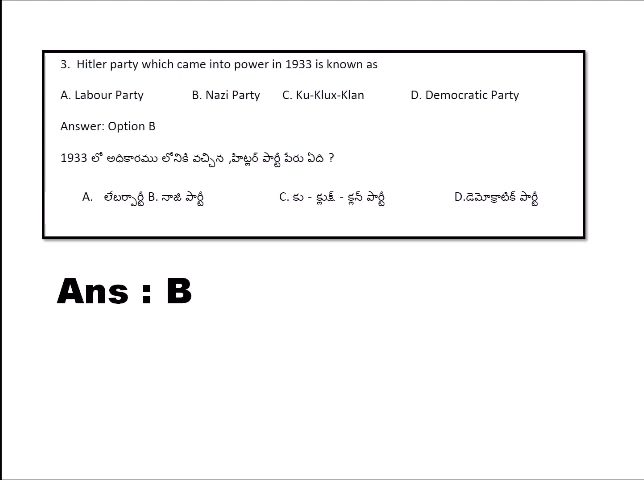 3. Hitler party which came into power in 1933 is known as
A. Labour Party B. Nazi Party C. Ku-Klux-Klan D. Democratic Party
Answer: Option B
1933 లో అదికారము లోనికి వచ్చిన ,హిట్లర్ పార్టీ పేరు ఏది ?
A. లేబర్పార్టీ B. నాజి పార్టీ C. కు - క్లుక్ష్ - క్లన్ పార్టీ D.డెమోక్రాటిక్ పార్టీ
Ans : B